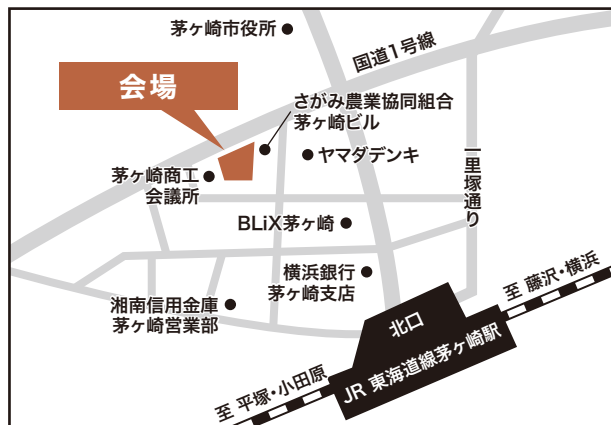 茅ヶ崎市役所
国道1号線
会場
さがみ農業協同組合
茅ヶ崎ビル
ヤマダデンキ
一里塚通り
茅ヶ崎商工
会議所
BLiX茅ヶ崎
横浜銀行
茅ヶ崎支店
湘南信用金庫
茅ヶ崎営業部
北口
至 藤沢・横浜
JR 東海道線茅ヶ崎駅
至 平塚・小田原